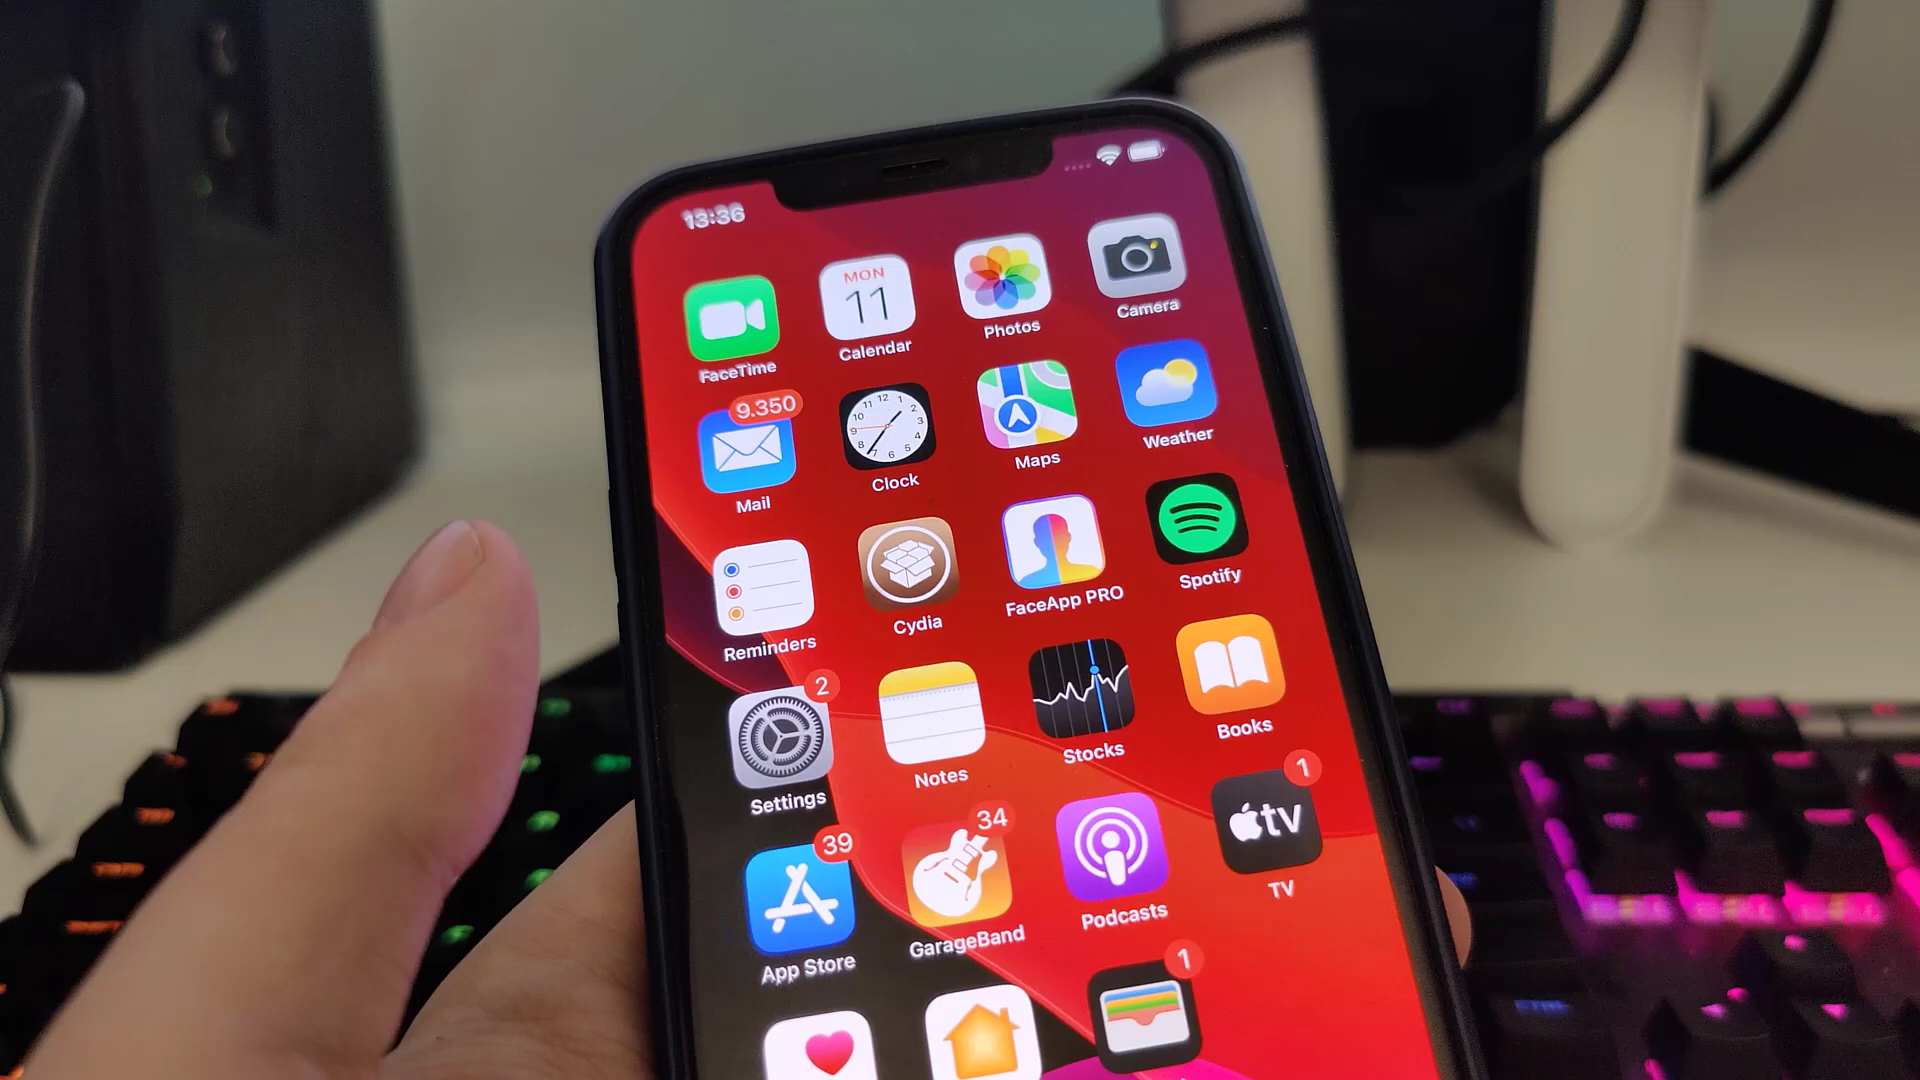 13:36
FaceTime
MON
11
Calendar
Photos
Camera
9.350
Mail
Clock
Maps
Weather
Reminders
Cydia
FaceApp PRO
Spotify
2
Settings
Notes
Stocks
Books
39
App Store
34
GarageBand
Podcasts
1
tv
TV
1